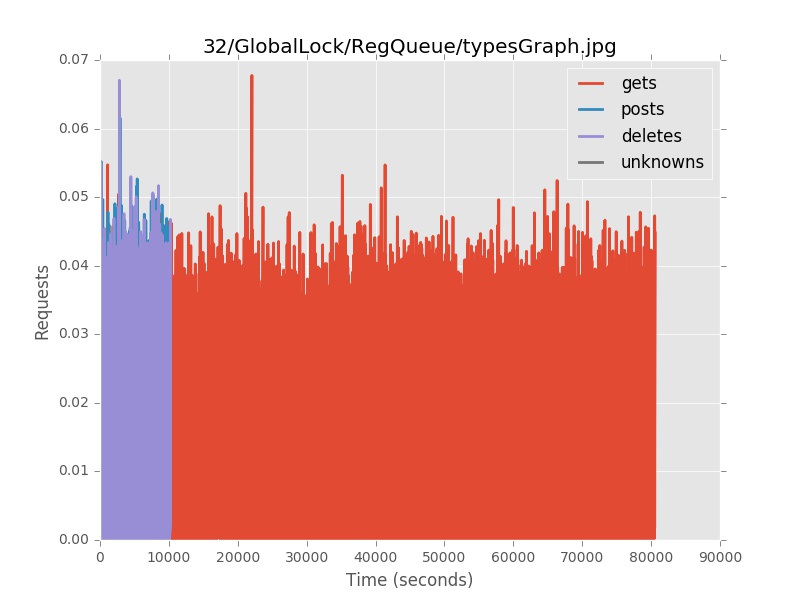 32/GlobalLock/RegQueue/typesGraph.jpg
0.07
0.06
0.05
0.04
0.03
0.02
0.01
0.00
Requests
gets
posts
deletes
unknowns
0 10000 20000 30000 40000 50000 60000 70000 80000 90000
Time (seconds)